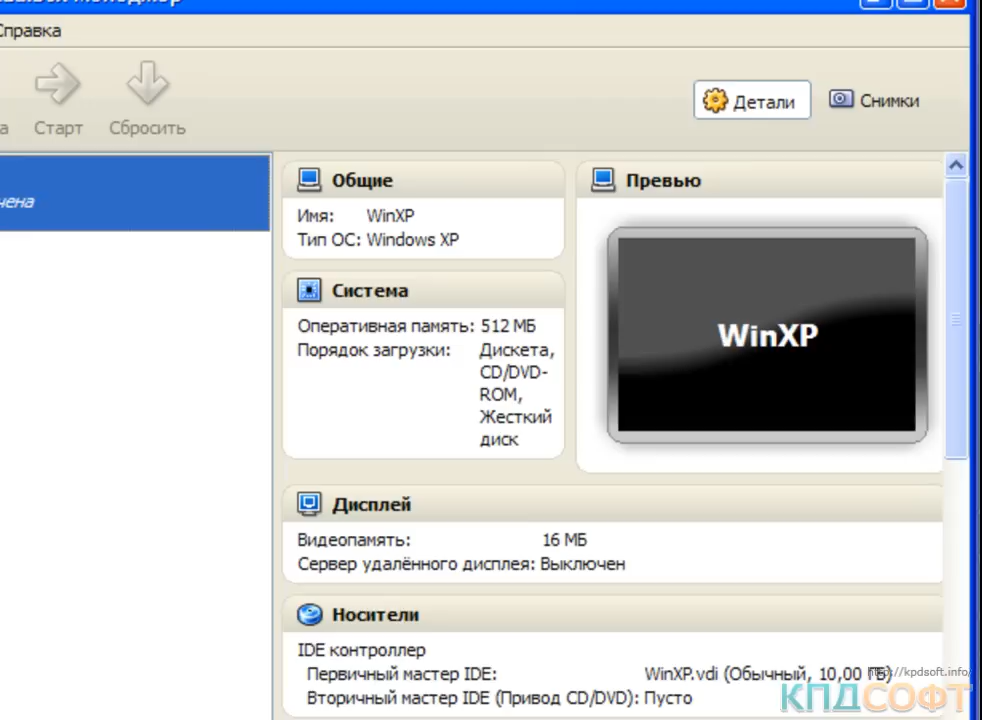 Справка
Старт
Сбросить
Детали
Снимки
чена
Общие
Имя: WinXP
Тип ОС: Windows XP
Система
Оперативная память: 512 МБ
Порядок загрузки: Дискета,
CD/DVD-
ROM,
Жесткий
диск
Превью
WinXP
Дисплей
Видеопамять: 16 МБ
Сервер удалённого дисплея: Выключен
Носители
IDE контроллер
Первичный мастер IDE: WinXP.vdi (Обычный, 10,00 ГБ)
Вторичный мастер IDE (Привод CD/DVD): Пусто
http://kpdsoft.info/
КПДСОФТ